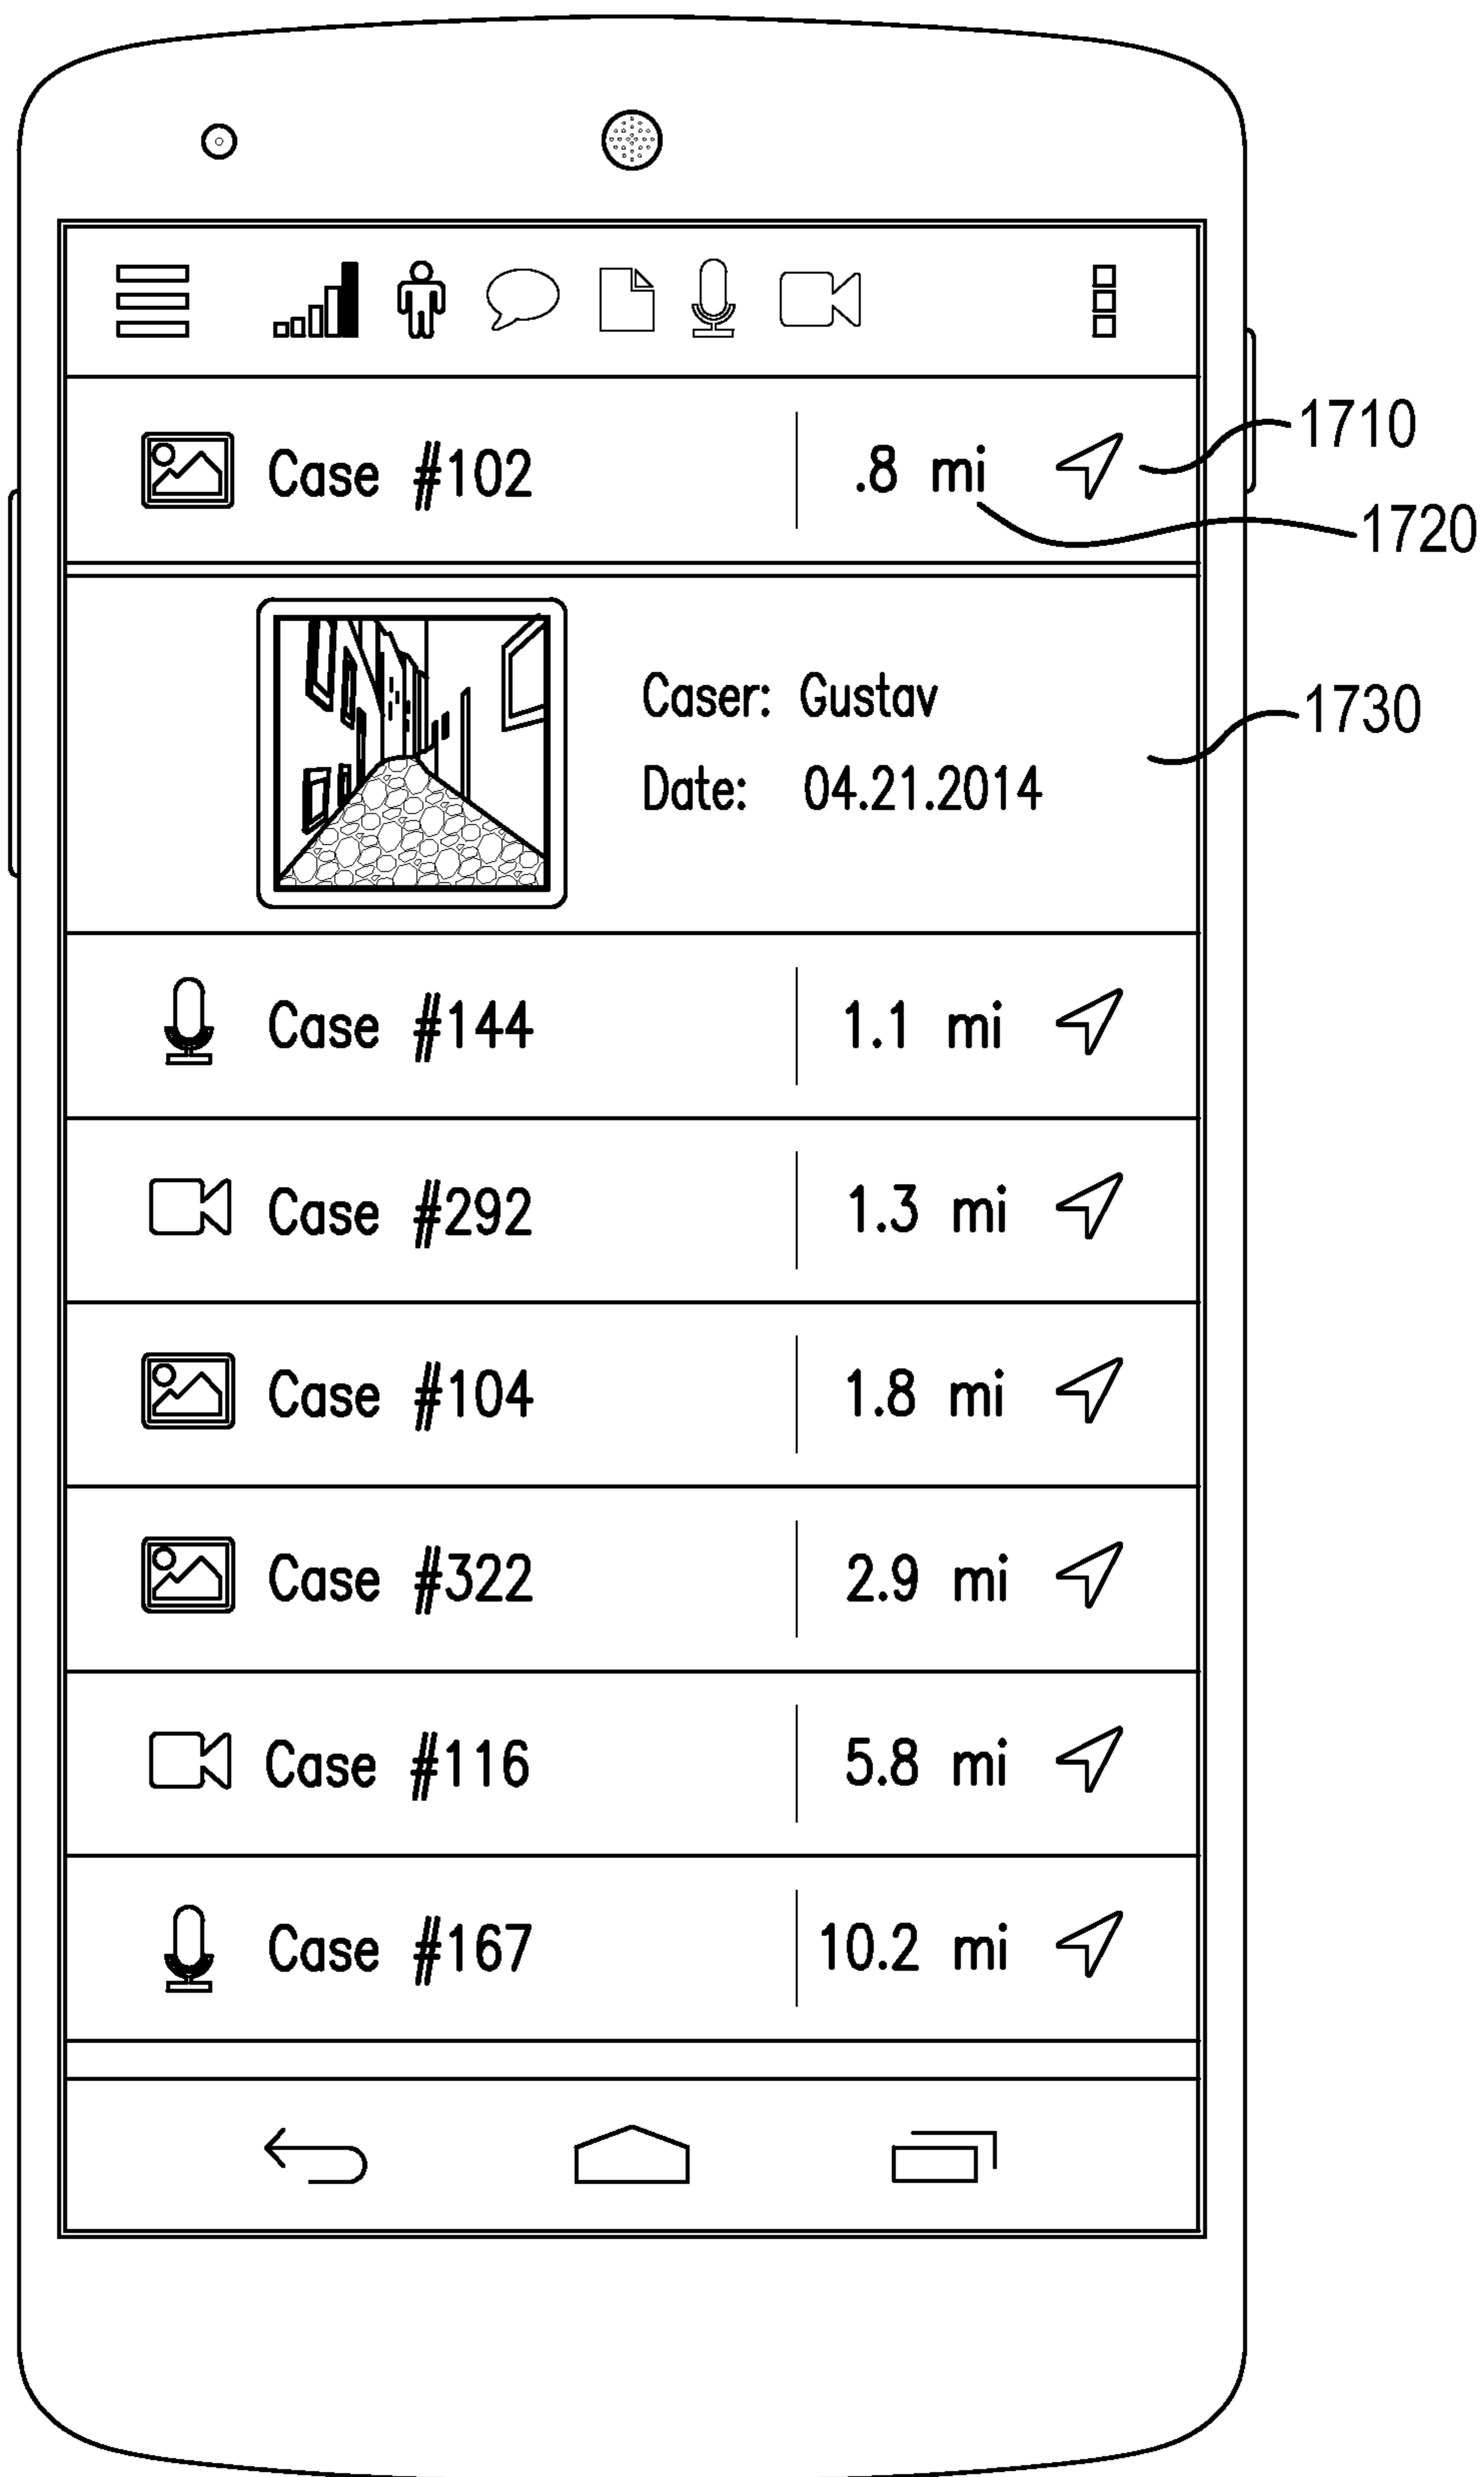 Case #102 .8 mi
1710
1720
Caser: Gustav
Date: 04.21.2014
1730
Case #144 1.1 mi
Case #292 1.3 mi
Case #104 1.8 mi
Case #322 2.9 mi
Case #116 5.8 mi
Case #167 10.2 mi